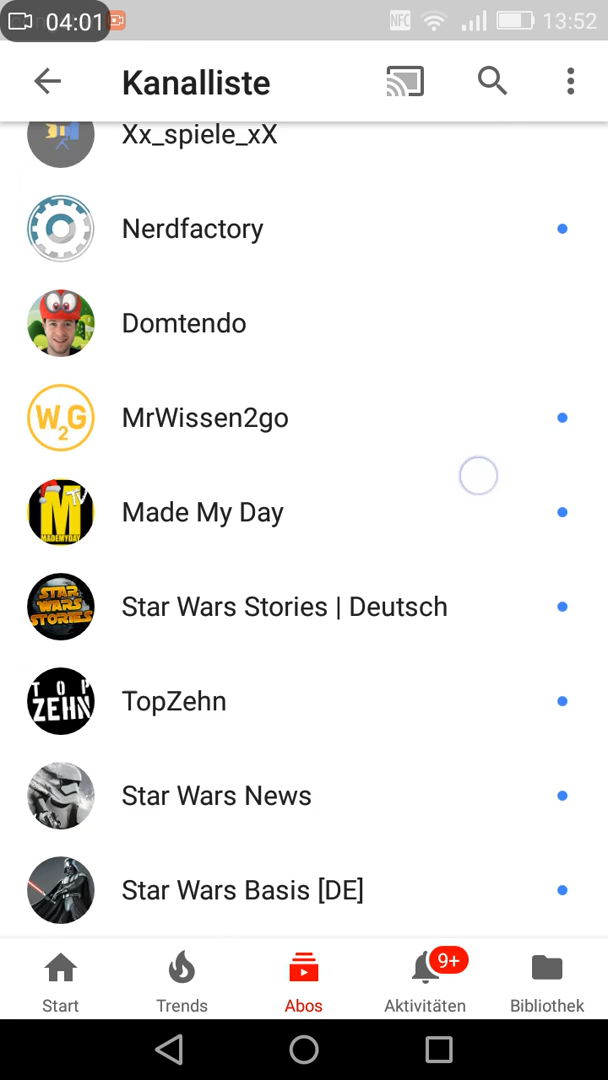 04:01
NFC
13:52
Kanalliste
Xx_spiele_xX
Nerdfactory
Domtendo
W2G
MrWissen2go
M TV
MADEMYDAY
Made My Day
STAR
WARS
STORIES
Star Wars Stories | Deutsch
TOP
ZEHN
TopZehn
Star Wars News
Star Wars Basis [DE]
9+
Start
Trends
Abos
Aktivitäten
Bibliothek